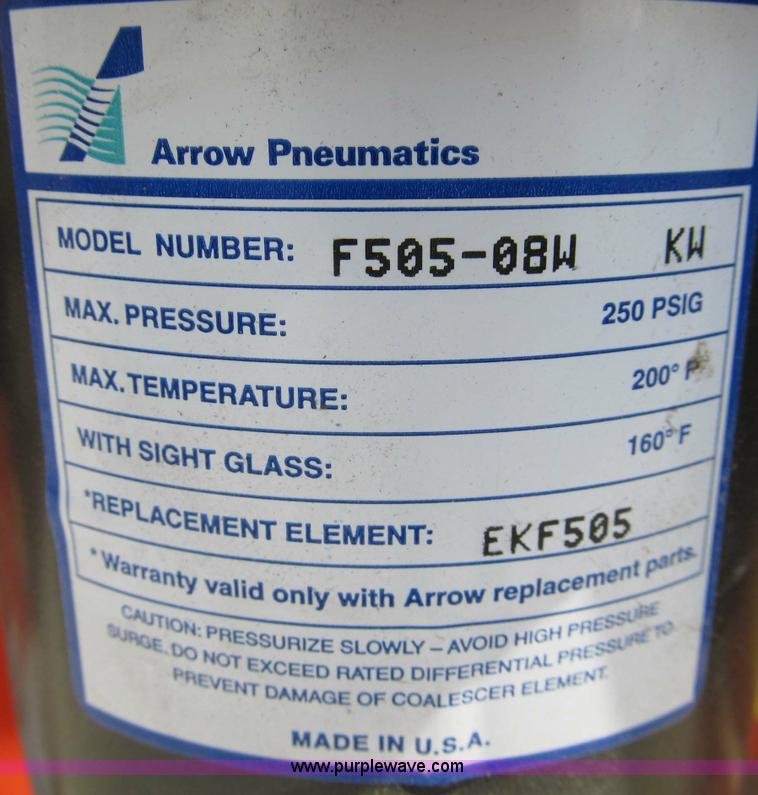 Arrow Pneumatics
MODEL NUMBER: F505-08W KW
MAX. PRESSURE: 250 PSIG
MAX. TEMPERATURE: 200° F
WITH SIGHT GLASS: 160° F
*REPLACEMENT ELEMENT: EKF505
* Warranty valid only with Arrow replacement parts.
CAUTION: PRESSURIZE SLOWLY – AVOID HIGH PRESSURE
SURGE. DO NOT EXCEED RATED DIFFERENTIAL PRESSURE TO
PREVENT DAMAGE OF COALESCER ELEMENT.
MADE IN U.S.A.
www.purplewave.com